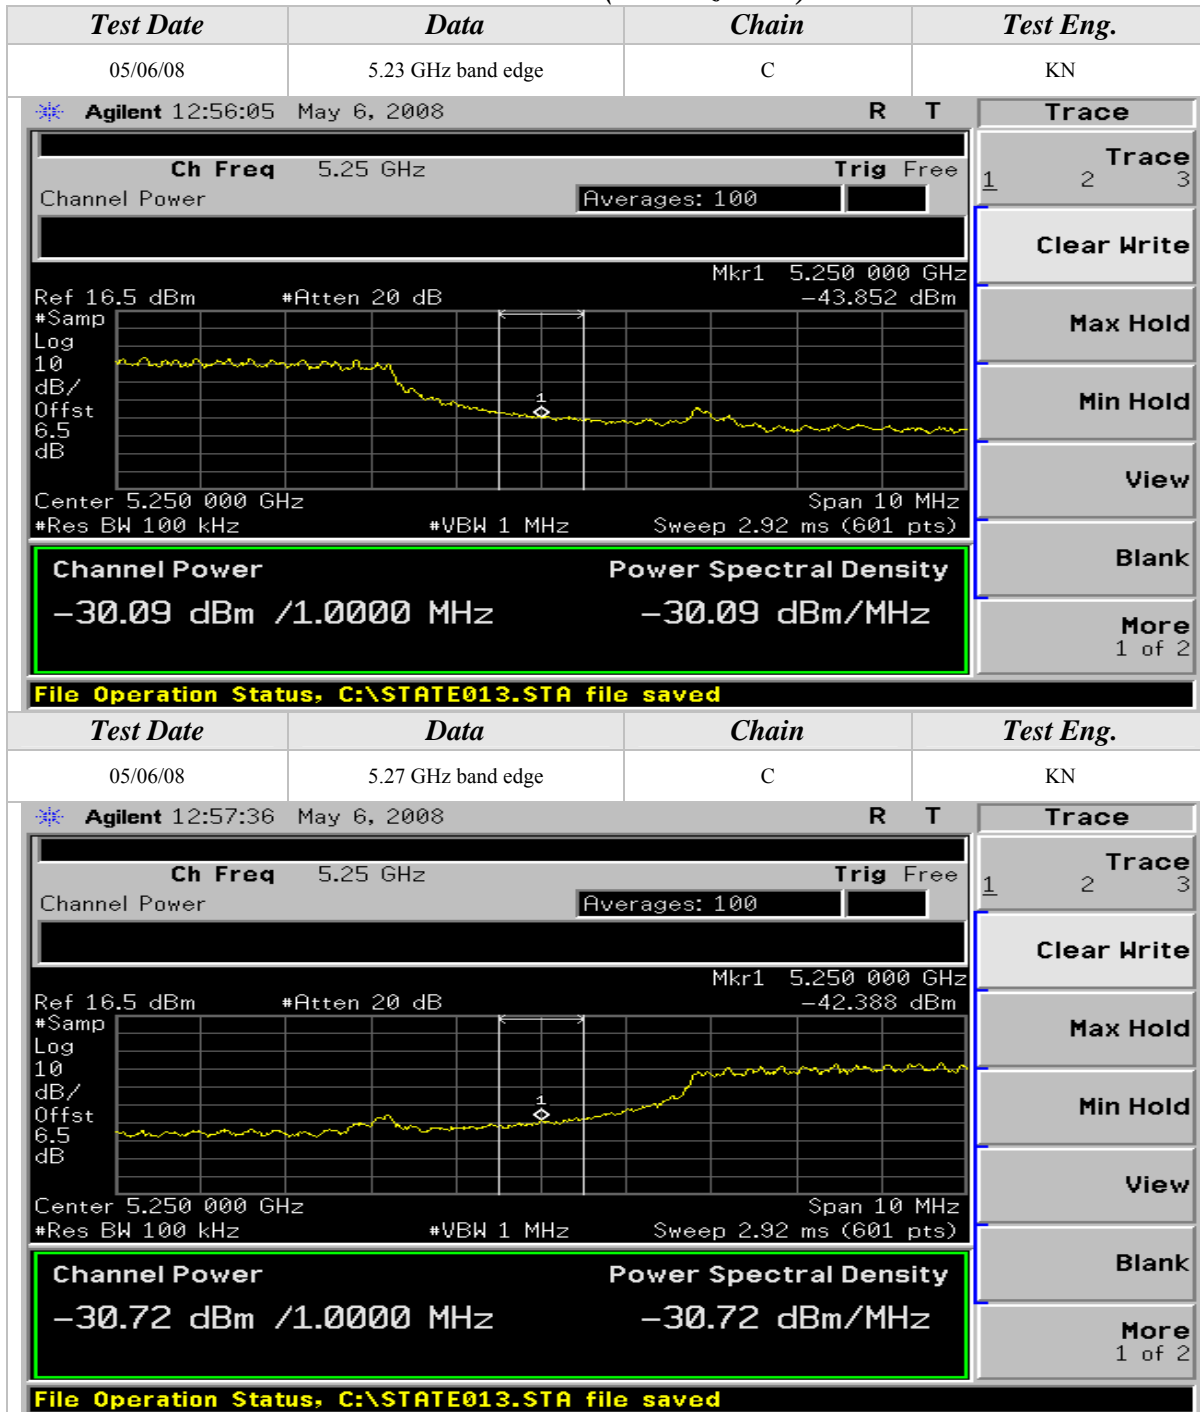 Test Date Data Chain Test Eng.
05/06/08 5.23 GHz band edge C KN
Agilent 12:56:05 May 6, 2008 R T Trace
Ch Freq 5.25 GHz Trig Free
Channel Power Averages: 100
Trace
1 2 3
Clear Write
Mkr1 5.250 000 GHz
Ref 16.5 dBm #Atten 20 dB -43.852 dBm
#Samp
Log
10
dB/
Offst
6.5
dB
1
Max Hold
Min Hold
View
Center 5.250 000 GHz Span 10 MHz
#Res BW 100 kHz #VBW 1 MHz Sweep 2.92 ms (601 pts)
Blank
Channel Power Power Spectral Density
-30.09 dBm /1.0000 MHz -30.09 dBm/MHz
More
1 of 2
File Operation Status, C:\STATE013.STA file saved
Test Date Data Chain Test Eng.
05/06/08 5.27 GHz band edge C KN
Agilent 12:57:36 May 6, 2008 R T Trace
Ch Freq 5.25 GHz Trig Free
Channel Power Averages: 100
Trace
1 2 3
Clear Write
Mkr1 5.250 000 GHz
Ref 16.5 dBm #Atten 20 dB -42.388 dBm
#Samp
Log
10
dB/
Offst
6.5
dB
1
Max Hold
Min Hold
View
Center 5.250 000 GHz Span 10 MHz
#Res BW 100 kHz #VBW 1 MHz Sweep 2.92 ms (601 pts)
Blank
Channel Power Power Spectral Density
-30.72 dBm /1.0000 MHz -30.72 dBm/MHz
More
1 of 2
File Operation Status, C:\STATE013.STA file saved